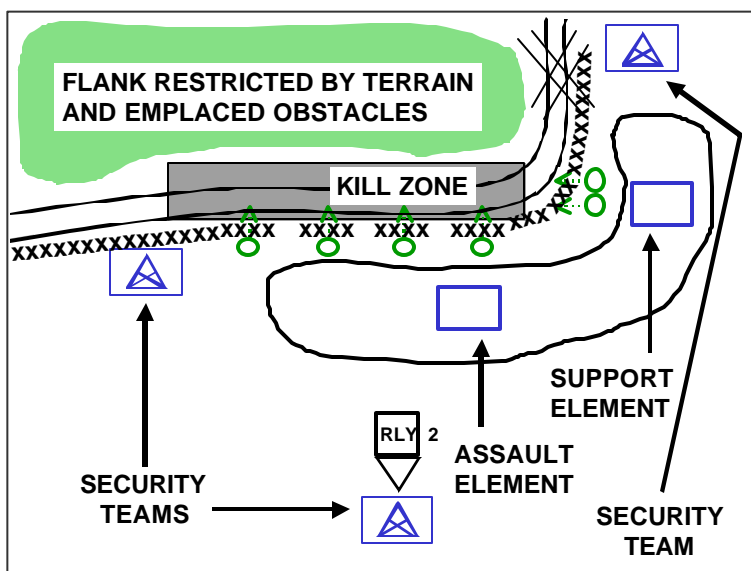 FLANK RESTRICTED BY TERRAIN
AND EMPLACED OBSTACLES
KILL ZONE
SUPPORT
ELEMENT
RLY 2
ASSAULT
ELEMENT
SECURITY
TEAMS
SECURITY
TEAM